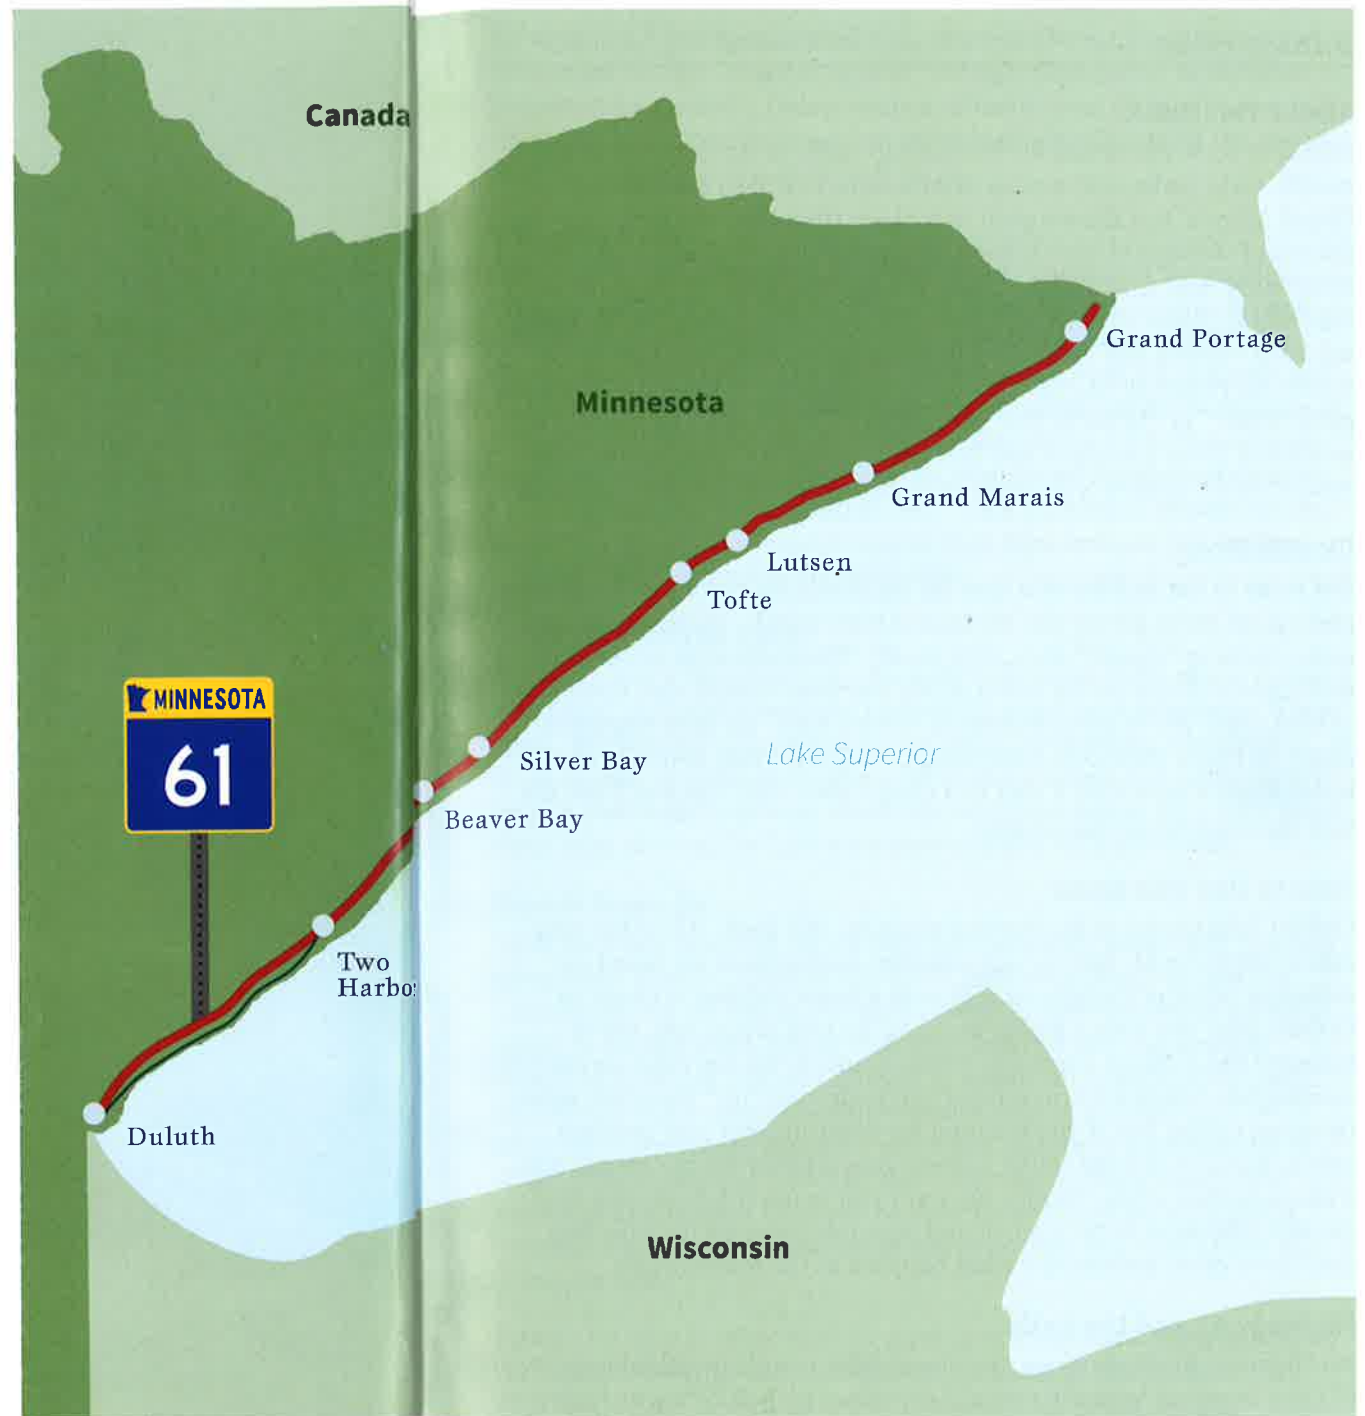 Canada
Minnesota
Grand Portage
Grand Marais
Lutsen
Tofte
MINNESOTA
61
Silver Bay
Lake Superior
Beaver Bay
Two
Harbo
Duluth
Wisconsin